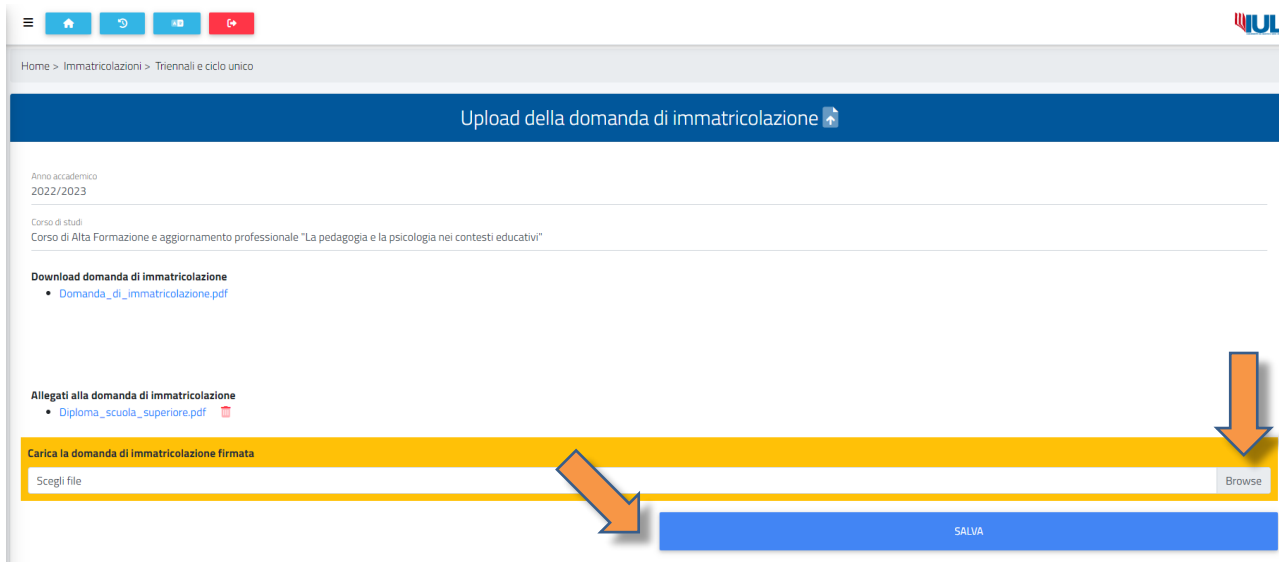 IUL
Home > Immatricolazioni > Triennali e ciclo unico
Upload della domanda di immatricolazione
Anno accademico
2022/2023
Corso di studi
Corso di Alta Formazione e aggiornamento professionale "La pedagogia e la psicologia nei contesti educativi"
Download domanda di immatricolazione
Domanda_di_immatricolazione.pdf
Allegati alla domanda di immatricolazione
Diploma_scuola_superiore.pdf
Carica la domanda di immatricolazione firmata
Scegli file
Browse
SALVA